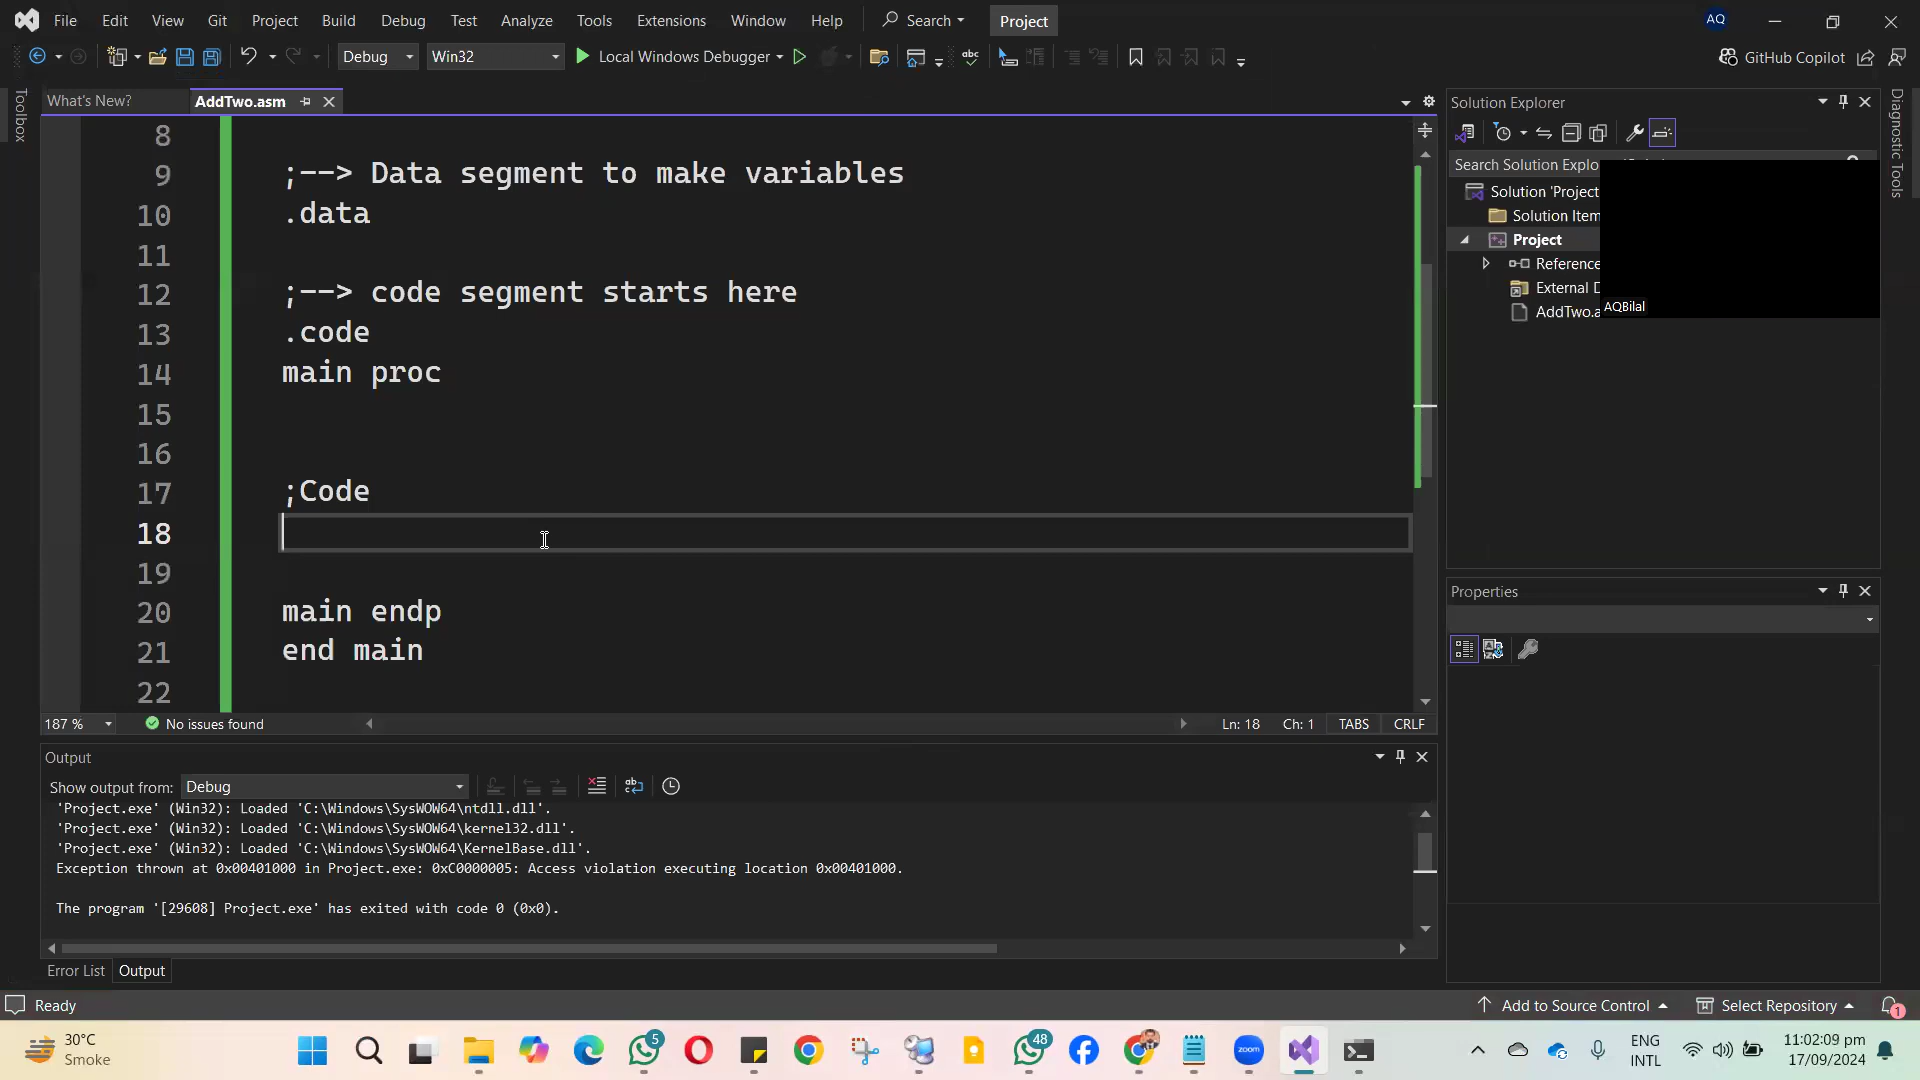 File Edit View Git Project Build Debug Test Analyze Tools Extensions Window Help Search Project AQ
Debug Win32 Local Windows Debugger abc GitHub Copilot
Toolbox
What's New? AddTwo.asm
8
9 ;--> Data segment to make variables
10 .data
11
12 ;--> code segment starts here
13 .code
14 main proc
15
16
17 ;Code
18
19
20 main endp
21 end main
22
187 % No issues found Ln: 18 Ch: 1 TABS CRLF
Solution Explorer
Search Solution Explo
Solution 'Project
Solution Item
Project
Reference
External D
AddTwo.a
AQBilal
Diagnostic Tools
Properties
Output
Show output from: Debug
'Project.exe' (Win32): Loaded 'C:\Windows\SysWOW64\ntdll.dll'.
'Project.exe' (Win32): Loaded 'C:\Windows\SysWOW64\kernel32.dll'.
'Project.exe' (Win32): Loaded 'C:\Windows\SysWOW64\KernelBase.dll'.
Exception thrown at 0x00401000 in Project.exe: 0xC0000005: Access violation executing location 0x00401000.
The program '[29608] Project.exe' has exited with code 0 (0x0).
Error List Output
Ready Add to Source Control Select Repository 1
30°C
Smoke
5
48
zoom
ENG
INTL
11:02:09 pm
17/09/2024